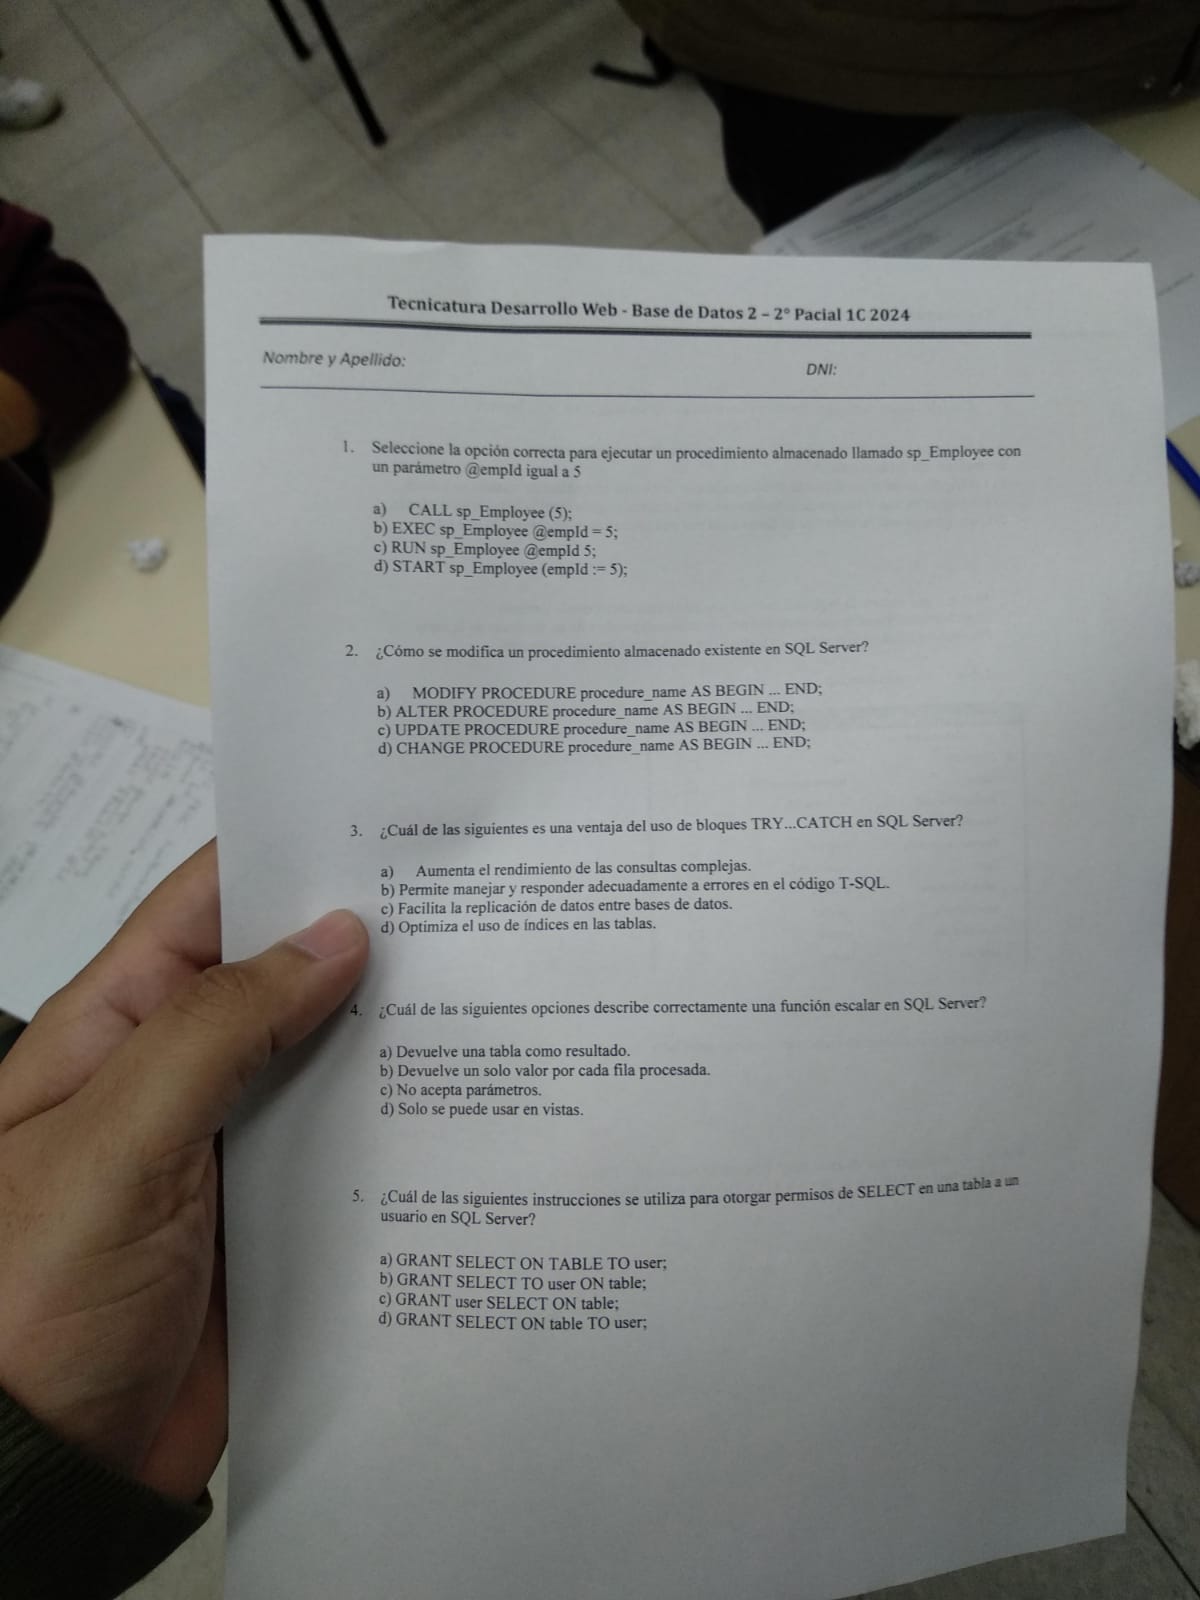 Tecnicatura Desarrollo Web - Base de Datos 2 – 2° Pacial 1C 2024
Nombre y Apellido:
DNI:
1. Seleccione la opción correcta para ejecutar un procedimiento almacenado llamado sp_Employee con
un parámetro @empId igual a 5
a) CALL sp_Employee (5);
b) EXEC sp_Employee @empId = 5;
c) RUN sp_Employee @empId 5;
d) START sp_Employee (empId := 5);
2. ¿Cómo se modifica un procedimiento almacenado existente en SQL Server?
a) MODIFY PROCEDURE procedure_name AS BEGIN ... END;
b) ALTER PROCEDURE procedure_name AS BEGIN ... END;
c) UPDATE PROCEDURE procedure_name AS BEGIN ... END;
d) CHANGE PROCEDURE procedure_name AS BEGIN ... END;
3. ¿Cuál de las siguientes es una ventaja del uso de bloques TRY...CATCH en SQL Server?
a) Aumenta el rendimiento de las consultas complejas.
b) Permite manejar y responder adecuadamente a errores en el código T-SQL.
c) Facilita la replicación de datos entre bases de datos.
d) Optimiza el uso de índices en las tablas.
4. ¿Cuál de las siguientes opciones describe correctamente una función escalar en SQL Server?
a) Devuelve una tabla como resultado.
b) Devuelve un solo valor por cada fila procesada.
c) No acepta parámetros.
d) Solo se puede usar en vistas.
5. ¿Cuál de las siguientes instrucciones se utiliza para otorgar permisos de SELECT en una tabla a un
usuario en SQL Server?
a) GRANT SELECT ON TABLE TO user;
b) GRANT SELECT TO user ON table;
c) GRANT user SELECT ON table;
d) GRANT SELECT ON table TO user;